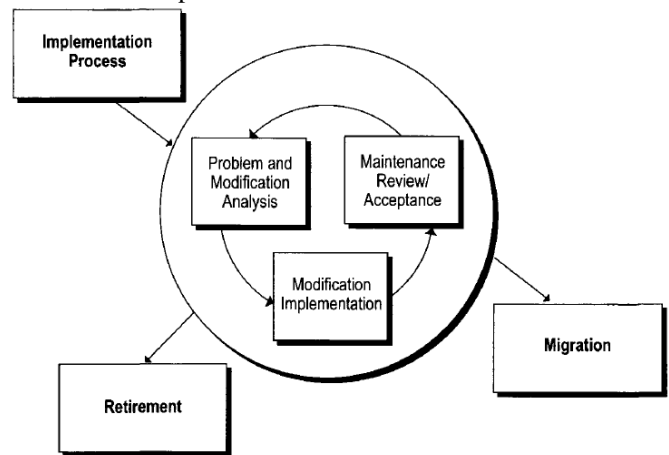 Implementation
Process
Problem and
Modification
Analysis
Maintenance
Review/
Acceptance
Modification
Implementation
Migration
Retirement